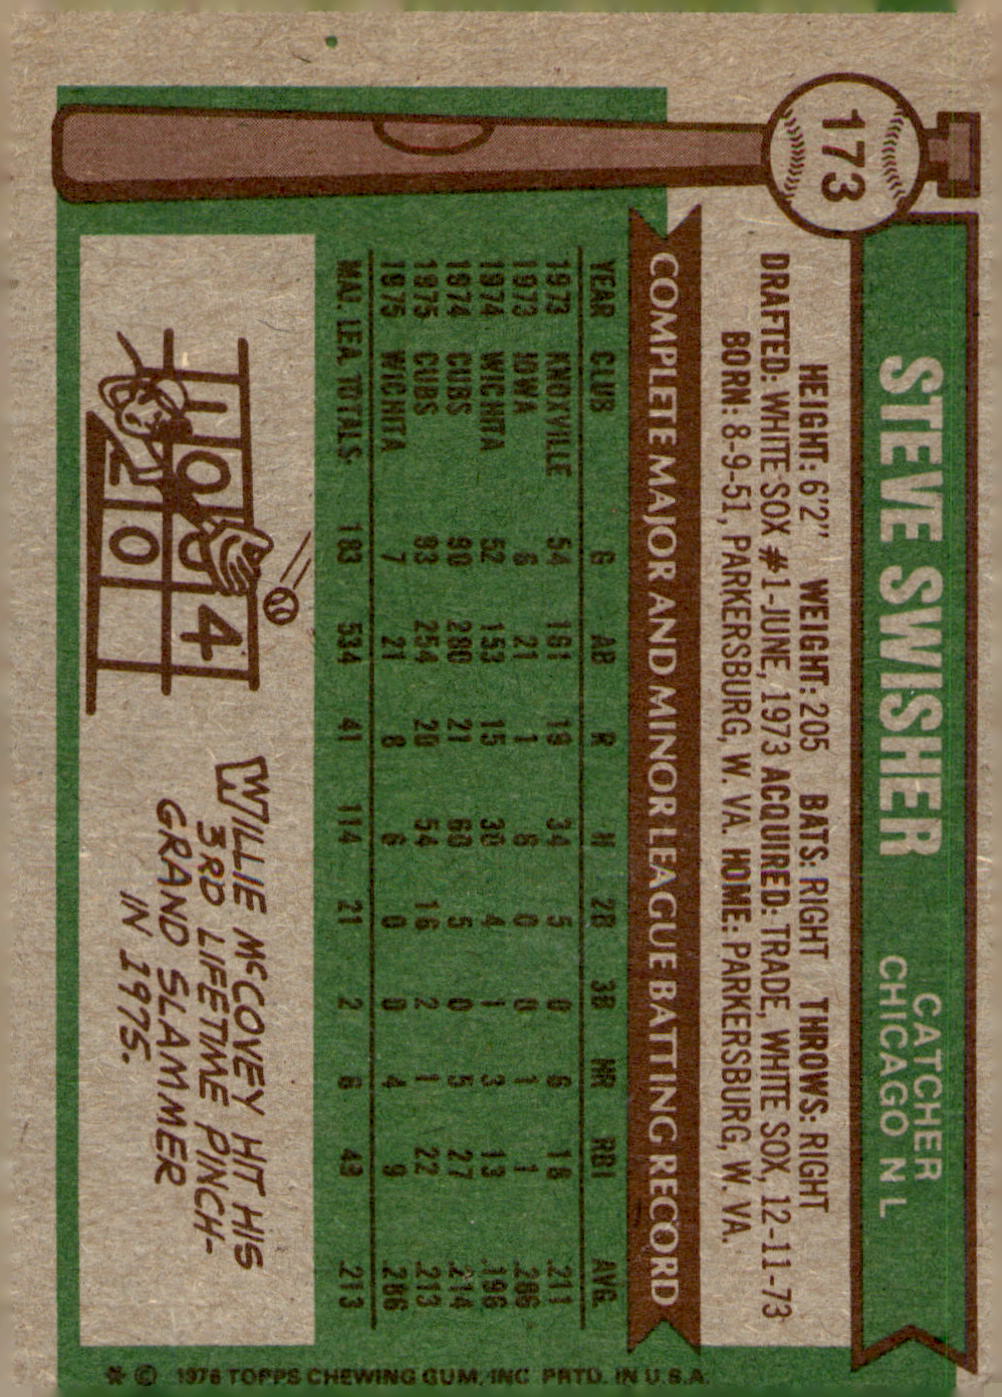 173
STEVE SWISHER
CATCHER
CHICAGO N L
HEIGHT: 6'2" WEIGHT: 205 BATS: RIGHT THROWS: RIGHT
DRAFTED: WHITE SOX #1-JUNE, 1973 ACQUIRED: TRADE, WHITE SOX, 12-11-73
BORN: 8-9-51, PARKERSBURG, W. VA. HOME: PARKERSBURG, W. VA.
COMPLETE MAJOR AND MINOR LEAGUE BATTING RECORD
YEAR CLUB G AB R H 2B 3B HR RBI AVG.
1973 KNOXVILLE 54 161 19 34 5 0 6 18 .211
1973 IOWA 6 21 1 6 0 0 1 1 .286
1974 WICHITA 52 153 15 30 4 1 3 13 .196
1974 CUBS 90 280 21 60 5 0 5 27 .214
1975 CUBS 93 254 20 54 16 2 1 22 .213
1975 WICHITA 7 21 8 6 0 0 4 9 .286
MAJ. LEA. TOTALS 183 534 41 114 21 2 6 49 .213
1 0 0 4
2 0
WILLIE McCOVEY HIT HIS
3RD LIFETIME PINCH-
GRAND SLAMMER
IN 1975.
* © 1976 TOPPS CHEWING GUM, INC. PRTD. IN U.S.A.